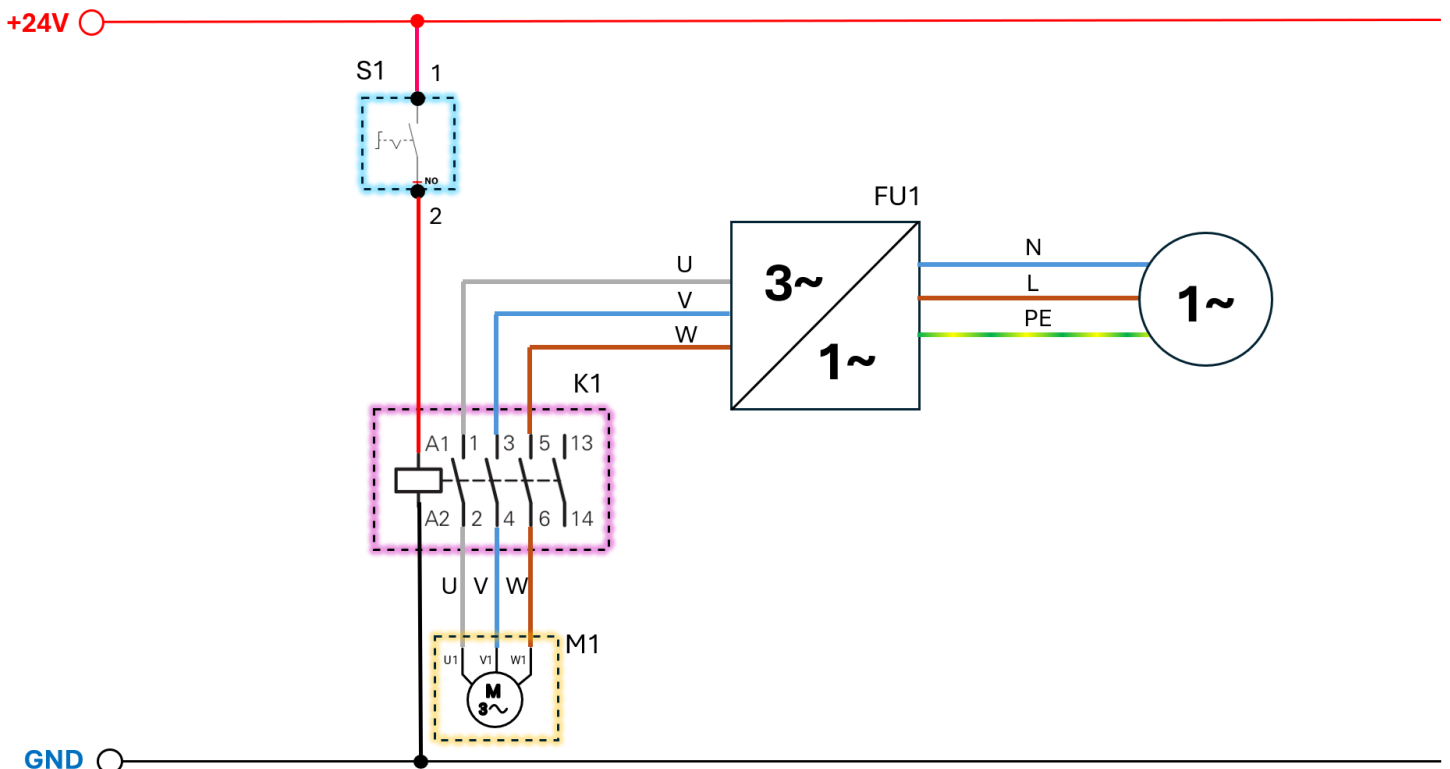 +24V
S1
1
NO
2
FU1
U
V
W
3~
1~
N
L
PE
1~
K1
A1 1 3 5 13
A2 2 4 6 14
U V W
M1
U1 V1 W1
M
3~
GND